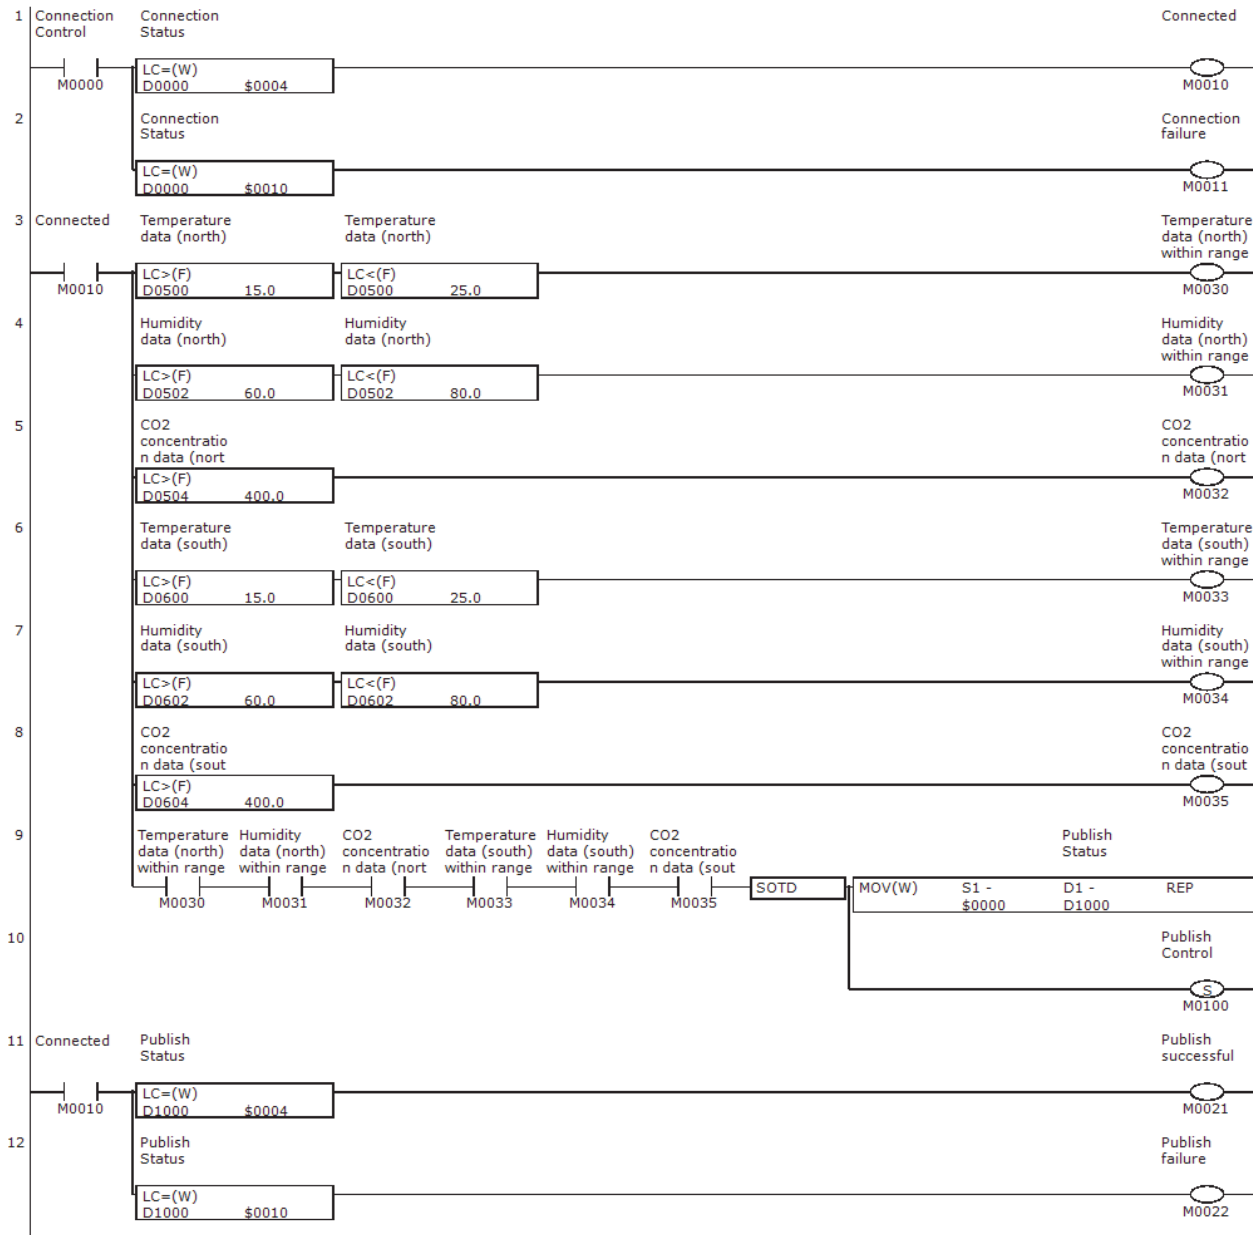 1 Connection Control Connection Status Connected
LC=(W)
M0000 D0000 $0004 M0010
2 Connection Status Connection failure
LC=(W)
D0000 $0010 M0011
3 Connected Temperature data (north) Temperature data (north) Temperature data (north) within range
LC>(F) LC<(F)
M0010 D0500 15.0 D0500 25.0 M0030
4 Humidity data (north) Humidity data (north) Humidity data (north) within range
LC>(F) LC<(F)
D0502 60.0 D0502 80.0 M0031
5 CO2 concentratio n data (nort CO2 concentratio n data (nort
LC>(F)
D0504 400.0 M0032
6 Temperature data (south) Temperature data (south) Temperature data (south) within range
LC>(F) LC<(F)
D0600 15.0 D0600 25.0 M0033
7 Humidity data (south) Humidity data (south) Humidity data (south) within range
LC>(F) LC<(F)
D0602 60.0 D0602 80.0 M0034
8 CO2 concentratio n data (sout CO2 concentratio n data (sout
LC>(F)
D0604 400.0 M0035
9 Temperature data (north) within range Humidity data (north) within range CO2 concentratio n data (nort Temperature data (south) within range Humidity data (south) within range CO2 concentratio n data (sout Publish Status
SOTD MOV(W) S1 - D1 - REP
M0030 M0031 M0032 M0033 M0034 M0035 $0000 D1000
10 Publish Control
S
M0100
11 Connected Publish Status Publish successful
LC=(W)
M0010 D1000 $0004 M0021
12 Publish Status Publish failure
LC=(W)
D1000 $0010 M0022